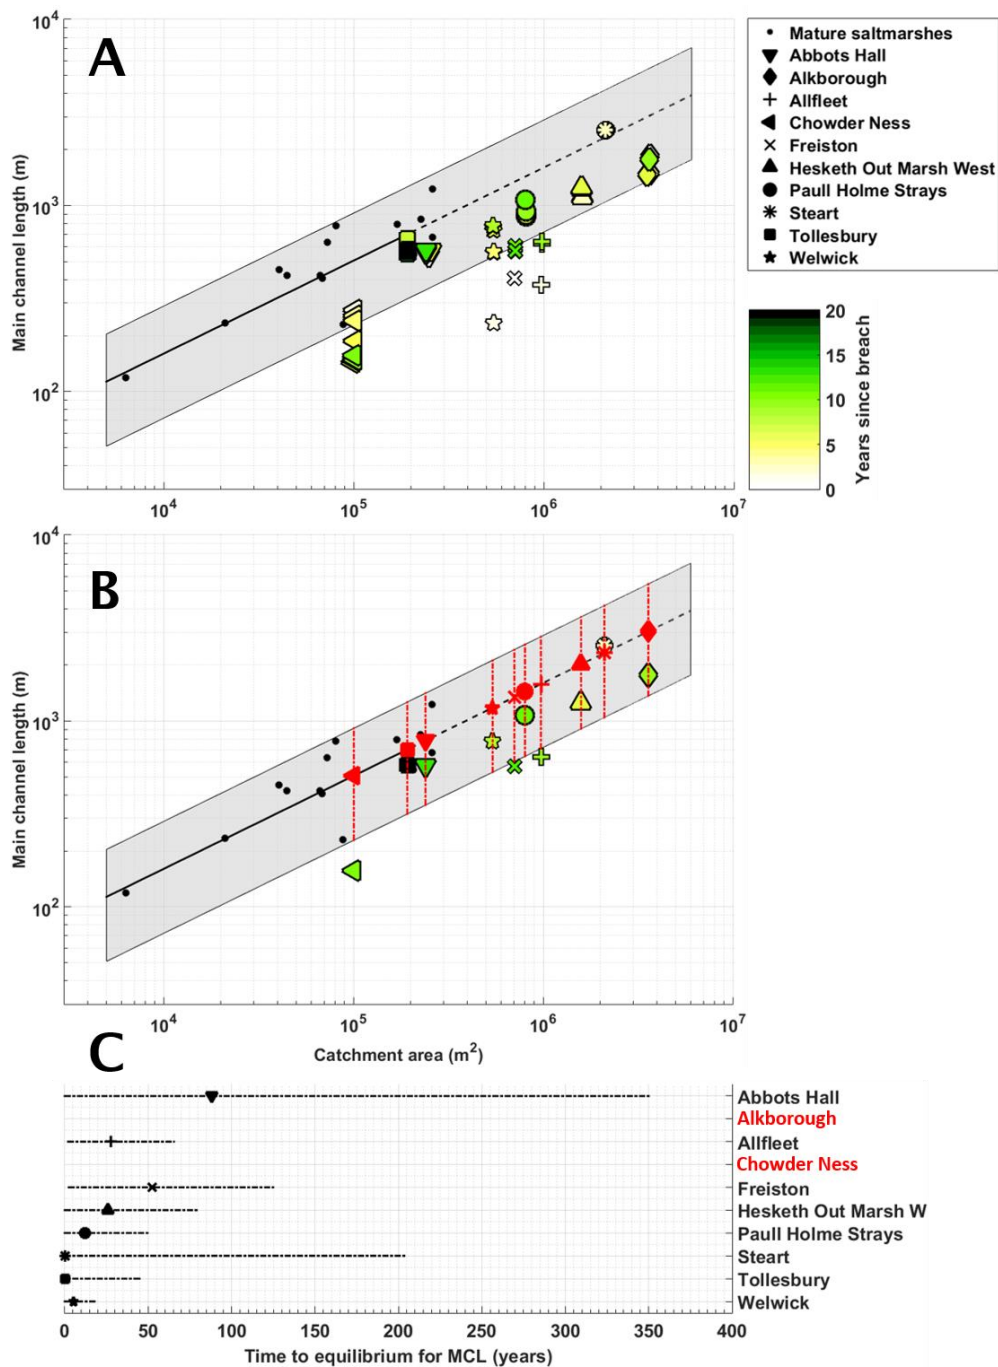 A
10^4
10^3
10^2
Main channel length (m)
10^4
10^5
10^6
10^7
Mature saltmarshes
Abbots Hall
Alkborough
Allfleet
Chowder Ness
Freiston
Hesketh Out Marsh West
Paull Holme Strays
Steart
Tollesbury
Welwick
20
15
10
5
0
Years since breach
B
10^4
10^3
10^2
Main channel length (m)
10^4
10^5
10^6
10^7
Catchment area (m^2)
C
Abbots Hall
Alkborough
Allfleet
Chowder Ness
Freiston
Hesketh Out Marsh W
Paull Holme Strays
Steart
Tollesbury
Welwick
0 50 100 150 200 250 300 350 400
Time to equilibrium for MCL (years)